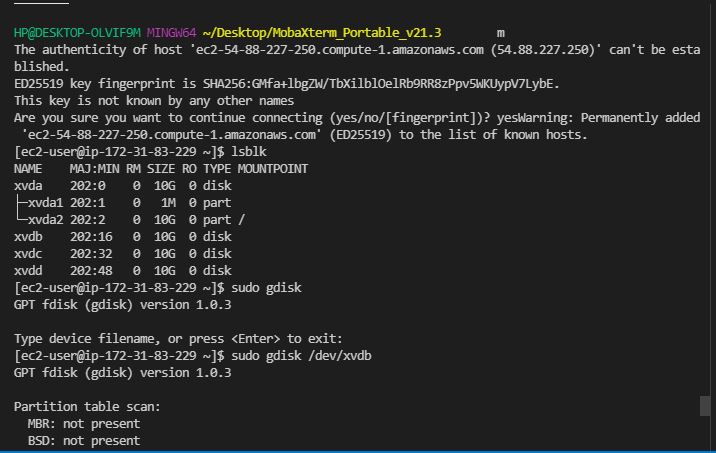 HP@DESKTOP-OLVIF9M MINGW64 ~/Desktop/MobaXterm_Portable_v21.3 m
The authenticity of host 'ec2-54-88-227-250.compute-1.amazonaws.com (54.88.227.250)' can't be esta
blished.
ED25519 key fingerprint is SHA256:GMfa+lbgZW/TbXilblOelRb9RR8zPpv5WKUypV7LybE.
This key is not known by any other names
Are you sure you want to continue connecting (yes/no/[fingerprint])? yesWarning: Permanently added
 'ec2-54-88-227-250.compute-1.amazonaws.com' (ED25519) to the list of known hosts.
[ec2-user@ip-172-31-83-229 ~]$ lsblk
NAME    MAJ:MIN RM SIZE RO TYPE MOUNTPOINT
xvda    202:0    0  10G  0 disk
├─xvda1 202:1    0   1M  0 part
└─xvda2 202:2    0  10G  0 part /
xvdb    202:16   0  10G  0 disk
xvdc    202:32   0  10G  0 disk
xvdd    202:48   0  10G  0 disk
[ec2-user@ip-172-31-83-229 ~]$ sudo gdisk
GPT fdisk (gdisk) version 1.0.3

Type device filename, or press <Enter> to exit:
[ec2-user@ip-172-31-83-229 ~]$ sudo gdisk /dev/xvdb
GPT fdisk (gdisk) version 1.0.3

Partition table scan:
  MBR: not present
  BSD: not present